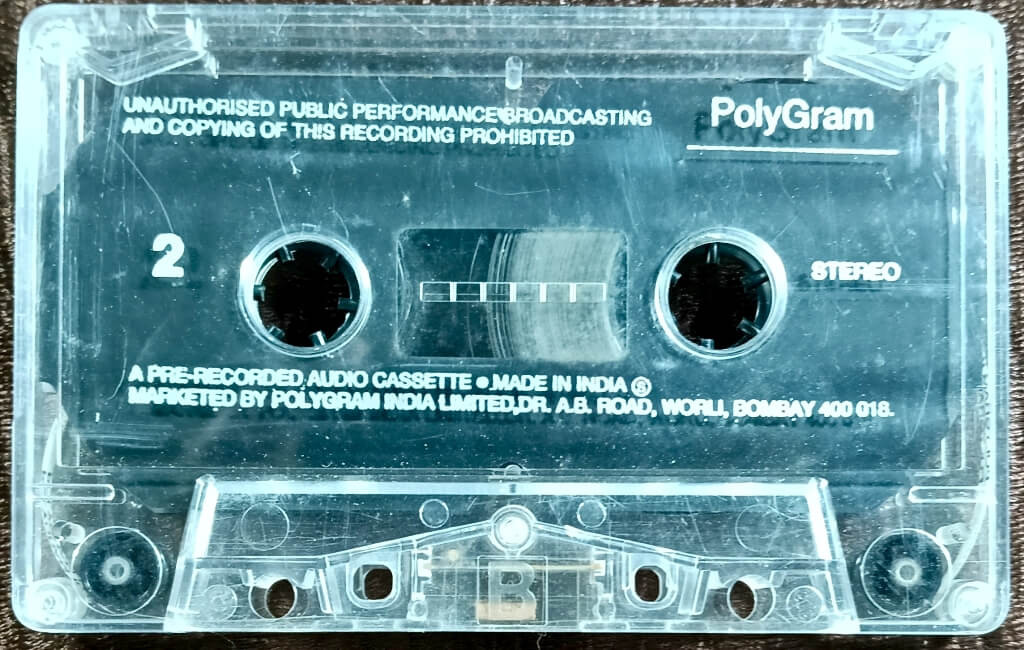 UNAUTHORISED PUBLIC PERFORMANCE BROADCASTING
AND COPYING OF THIS RECORDING PROHIBITED
PolyGram
2
STEREO
A PRE-RECORDED AUDIO CASSETTE • MADE IN INDIA Ⓢ
MARKETED BY POLYGRAM INDIA LIMITED,DR. A.B. ROAD, WORLI, BOMBAY 400 018.
B